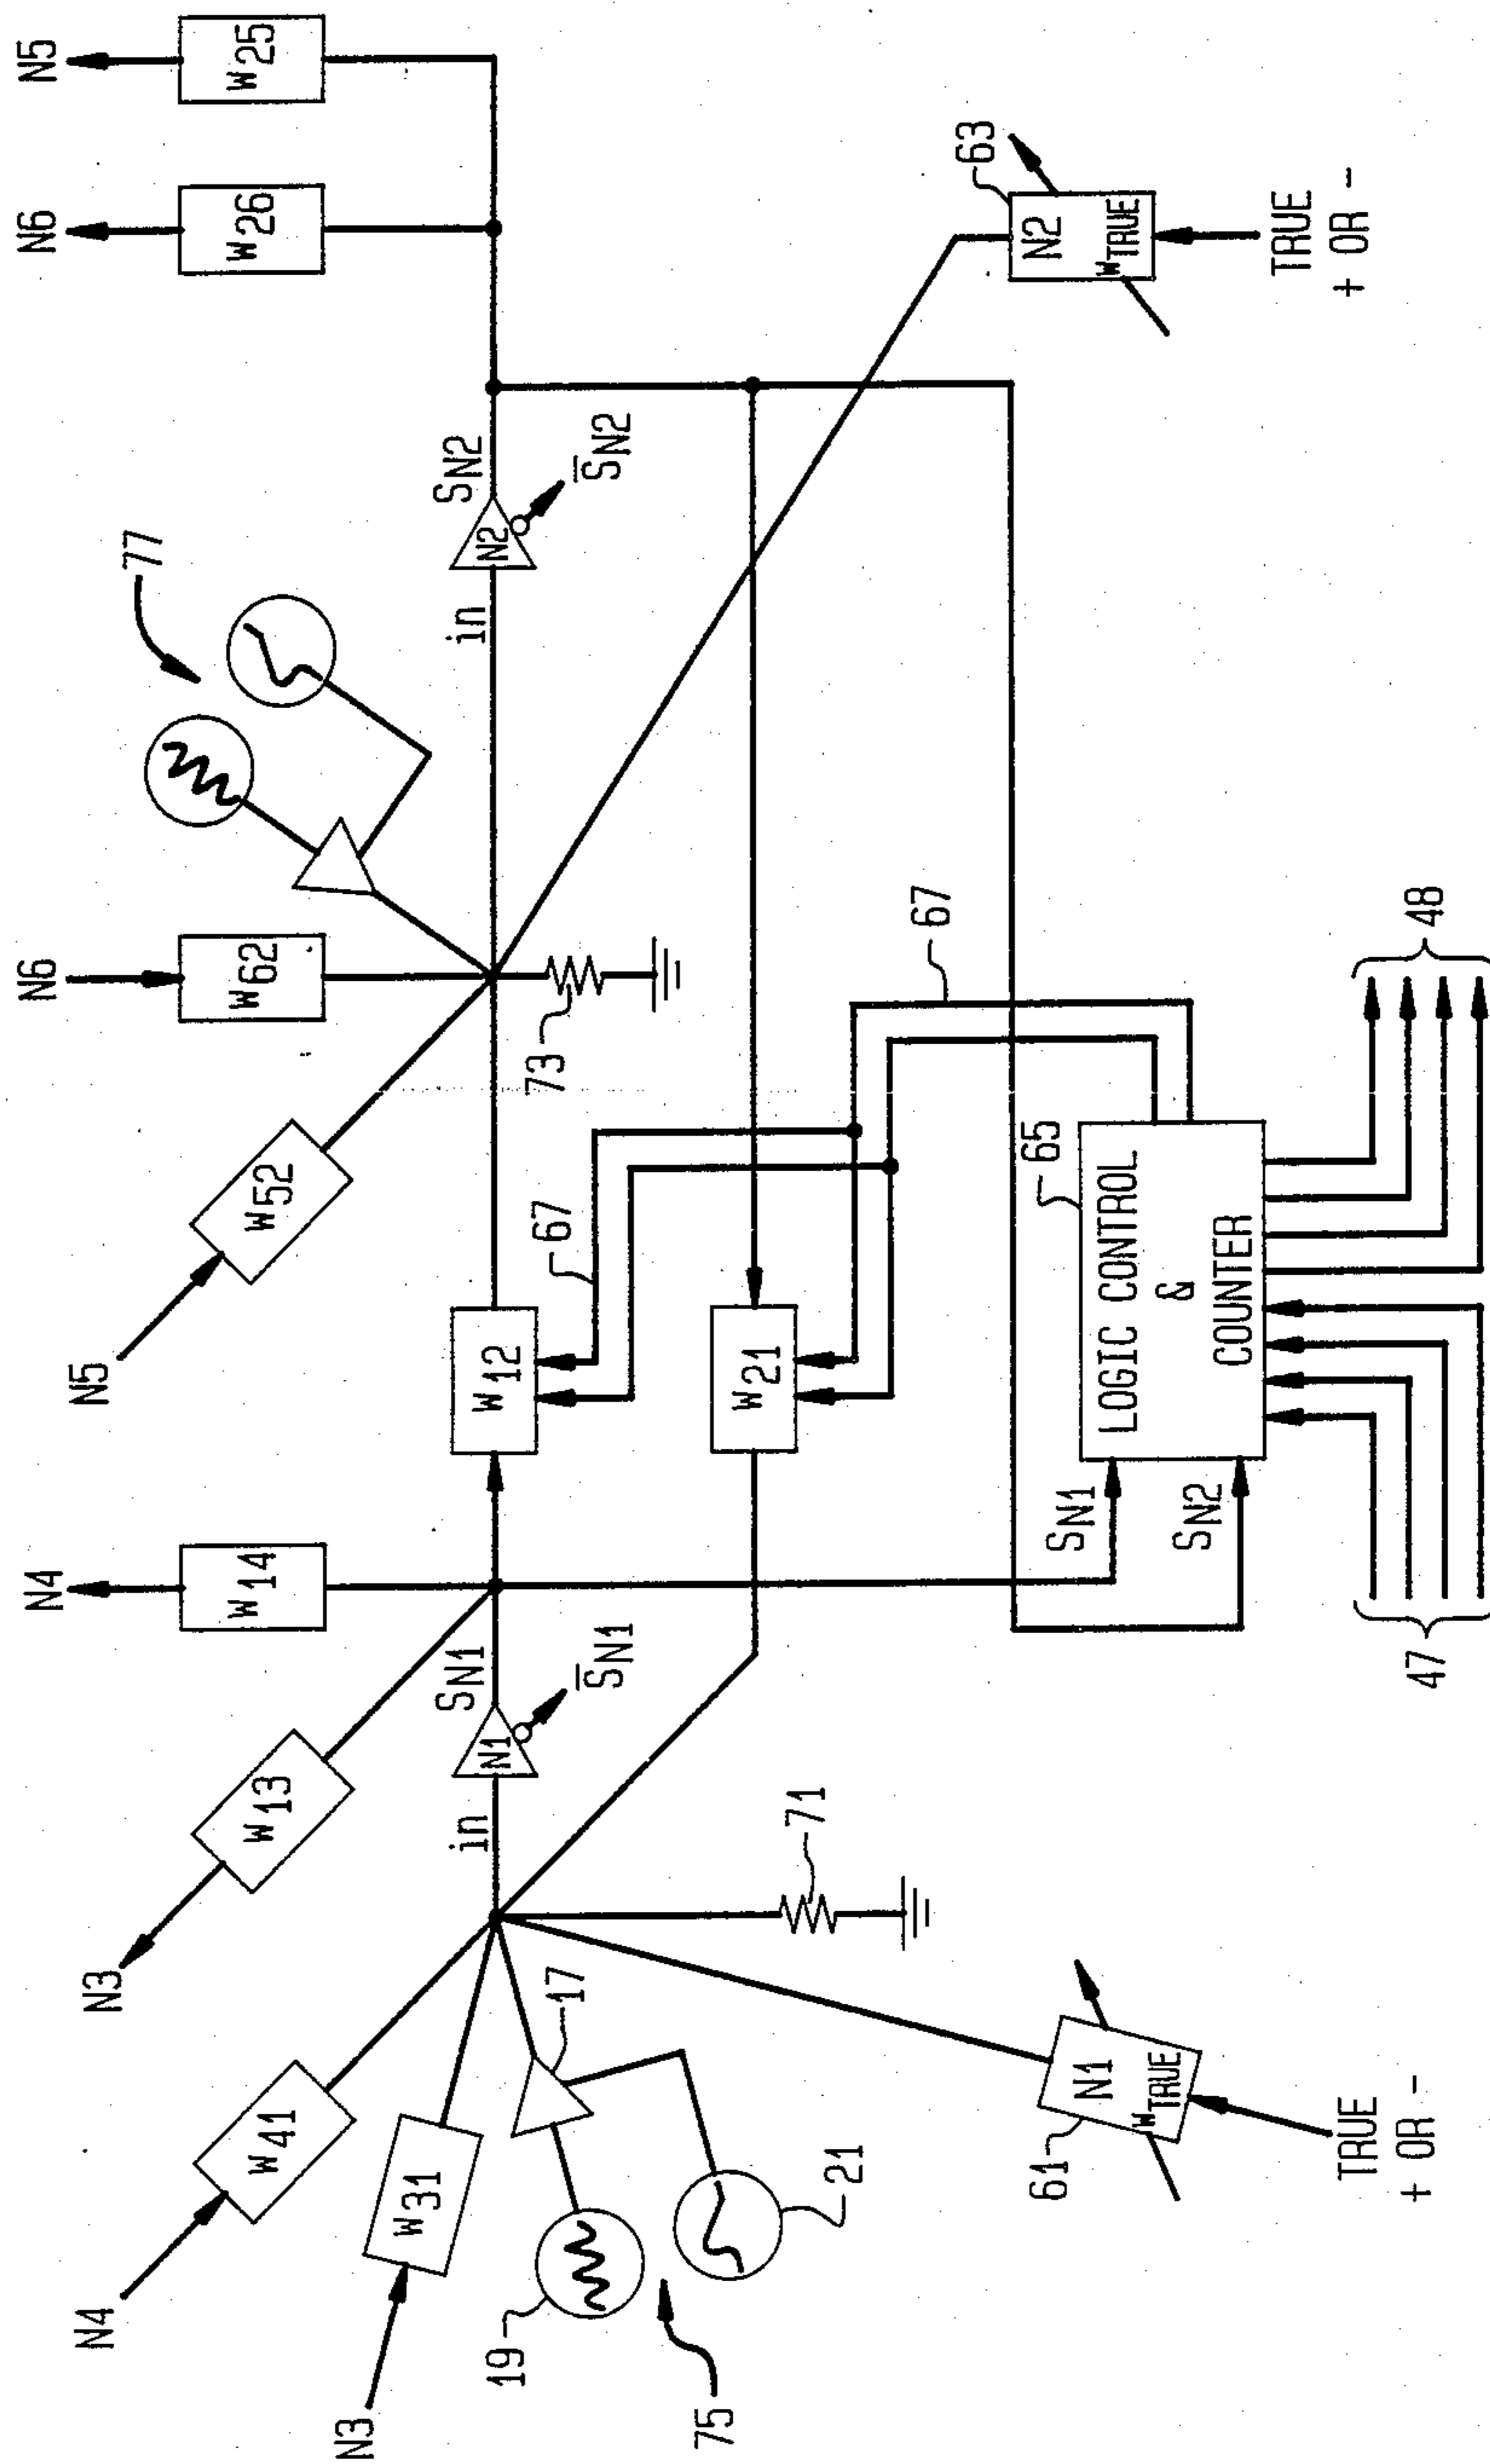 N4
N3
N4
N5
N6
N6
N5
W41
W13
W14
W52
W62
W26
W25
77
N3
W31
in
N1
SN1
S̅N1
W12
67
73
in
N2
SN2
S̅N2
19
17
21
75
71
W21
67
61
N1
WTRUE
TRUE
+ OR -
SN1
SN2
65
LOGIC CONTROL
&
COUNTER
47
48
63
N2
WTRUE
TRUE
+ OR -